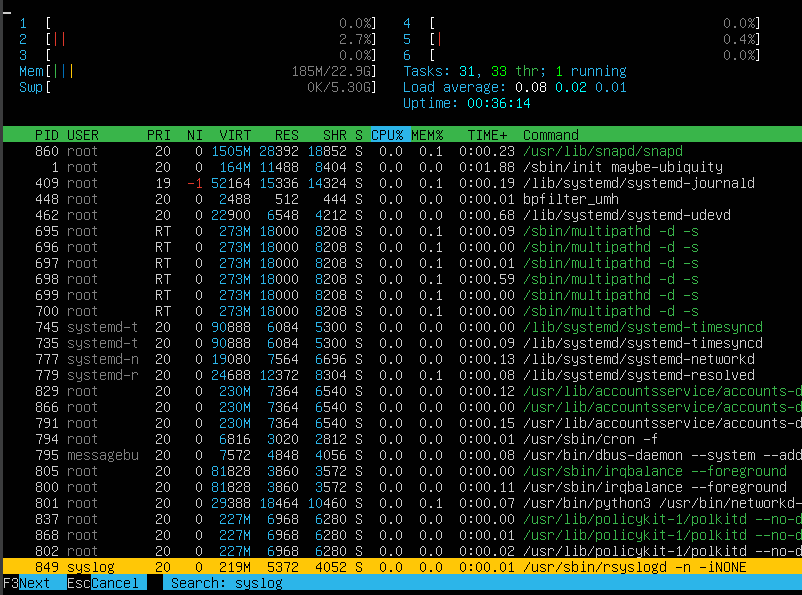 1 [ 0.0%] 4 [ 0.0%]
2 [|| 2.7%] 5 [| 0.4%]
3 [ 0.0%] 6 [ 0.0%]
Mem[||| 185M/22.9G] Tasks: 31, 33 thr; 1 running
Swp[ 0K/5.30G] Load average: 0.08 0.02 0.01
Uptime: 00:36:14
PID USER PRI NI VIRT RES SHR S CPU% MEM% TIME+ Command
860 root 20 0 1505M 28392 18852 S 0.0 0.1 0:00.23 /usr/lib/snapd/snapd
1 root 20 0 164M 11488 8404 S 0.0 0.0 0:01.88 /sbin/init maybe-ubiquity
409 root 19 -1 52164 15336 14324 S 0.0 0.1 0:00.19 /lib/systemd/systemd-journald
448 root 20 0 2488 512 444 S 0.0 0.0 0:00.01 bpfilter_umh
462 root 20 0 22900 6548 4212 S 0.0 0.0 0:00.68 /lib/systemd/systemd-udevd
695 root RT 0 273M 18000 8208 S 0.0 0.1 0:00.09 /sbin/multipathd -d -s
696 root RT 0 273M 18000 8208 S 0.0 0.1 0:00.00 /sbin/multipathd -d -s
697 root RT 0 273M 18000 8208 S 0.0 0.1 0:00.01 /sbin/multipathd -d -s
698 root RT 0 273M 18000 8208 S 0.0 0.1 0:00.59 /sbin/multipathd -d -s
699 root RT 0 273M 18000 8208 S 0.0 0.1 0:00.00 /sbin/multipathd -d -s
700 root RT 0 273M 18000 8208 S 0.0 0.1 0:00.00 /sbin/multipathd -d -s
745 systemd-t 20 0 90888 6084 5300 S 0.0 0.0 0:00.00 /lib/systemd/systemd-timesyncd
735 systemd-t 20 0 90888 6084 5300 S 0.0 0.0 0:00.09 /lib/systemd/systemd-timesyncd
777 systemd-n 20 0 19080 7564 6696 S 0.0 0.0 0:00.13 /lib/systemd/systemd-networkd
779 systemd-r 20 0 24688 12372 8304 S 0.0 0.1 0:00.08 /lib/systemd/systemd-resolved
829 root 20 0 230M 7364 6540 S 0.0 0.0 0:00.12 /usr/lib/accountsservice/accounts-d
866 root 20 0 230M 7364 6540 S 0.0 0.0 0:00.00 /usr/lib/accountsservice/accounts-d
791 root 20 0 230M 7364 6540 S 0.0 0.0 0:00.15 /usr/lib/accountsservice/accounts-d
794 root 20 0 6816 3020 2812 S 0.0 0.0 0:00.01 /usr/sbin/cron -f
795 messagebu 20 0 7572 4848 4056 S 0.0 0.0 0:00.08 /usr/bin/dbus-daemon --system --add
805 root 20 0 81828 3860 3572 S 0.0 0.0 0:00.00 /usr/sbin/irqbalance --foreground
800 root 20 0 81828 3860 3572 S 0.0 0.0 0:00.11 /usr/sbin/irqbalance --foreground
801 root 20 0 29388 18464 10460 S 0.0 0.1 0:00.07 /usr/bin/python3 /usr/bin/networkd-
837 root 20 0 227M 6968 6280 S 0.0 0.0 0:00.00 /usr/lib/policykit-1/polkitd --no-d
868 root 20 0 227M 6968 6280 S 0.0 0.0 0:00.01 /usr/lib/policykit-1/polkitd --no-d
802 root 20 0 227M 6968 6280 S 0.0 0.0 0:00.02 /usr/lib/policykit-1/polkitd --no-d
849 syslog 20 0 219M 5372 4052 S 0.0 0.0 0:00.01 /usr/sbin/rsyslogd -n -iNONE
F3Next EscCancel Search: syslog